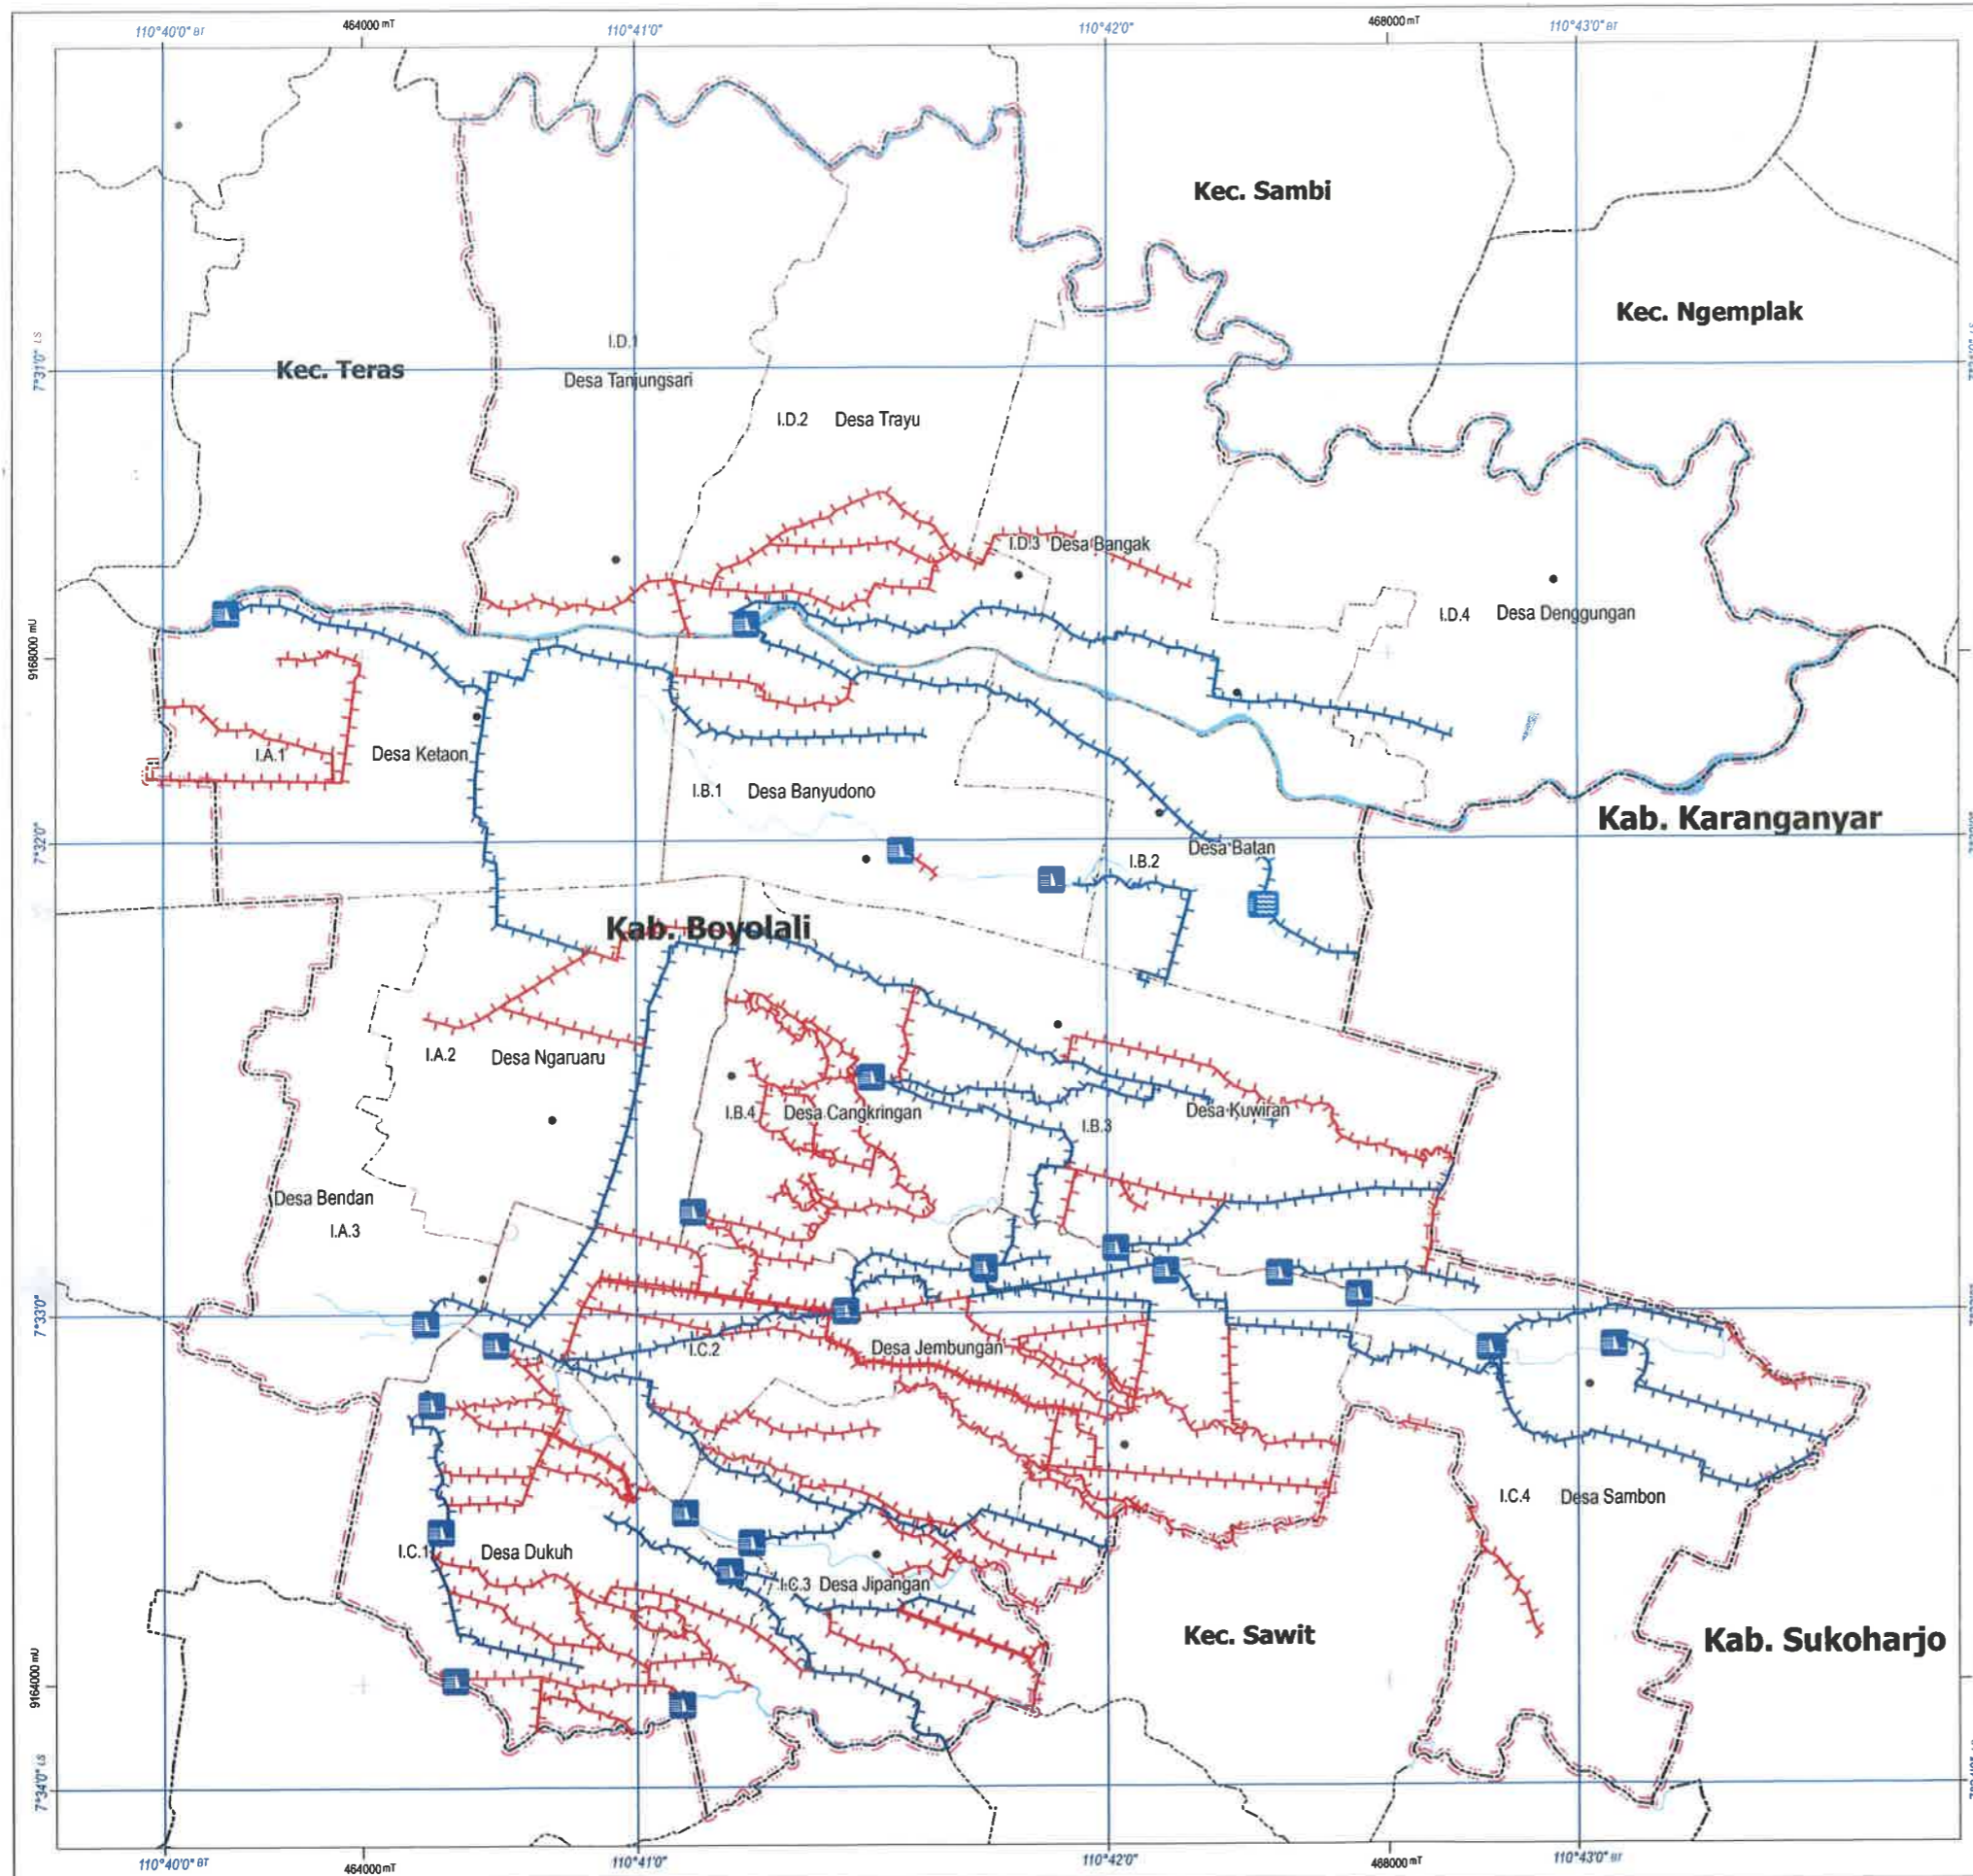 110°40'0" BT
464000 mT
110°41'0"
110°42'0"
468000 mT
110°43'0" BT
Kec. Sambi
Kec. Ngemplak
7°31'0" LS
I.D.1
Kec. Teras
Desa Tanjungsari
I.D.2 Desa Trayu
I.D.3 Desa Bangak
I.D.4 Desa Denggungan
9168000 mU
I.A.1
Desa Ketaon
I.B.1 Desa Banyudono
Kab. Karanganyar
7°32'0"
I.B.2
Desa Batan
Kab. Boyolali
I.A.2 Desa Ngaruaru
I.B.4 Desa Cangkringan
I.B.3
Desa Kuwiran
Desa Bendan
I.A.3
7°33'0"
I.C.2
Desa Jembungan
I.C.4 Desa Sambon
I.C.1
Desa Dukuh
I.C.3 Desa Jipangan
Kec. Sawit
Kab. Sukoharjo
9164000 mU
7°34'0" LS
110°40'0" BT
464000 mT
110°41'0"
110°42'0"
468000 mT
110°43'0" BT